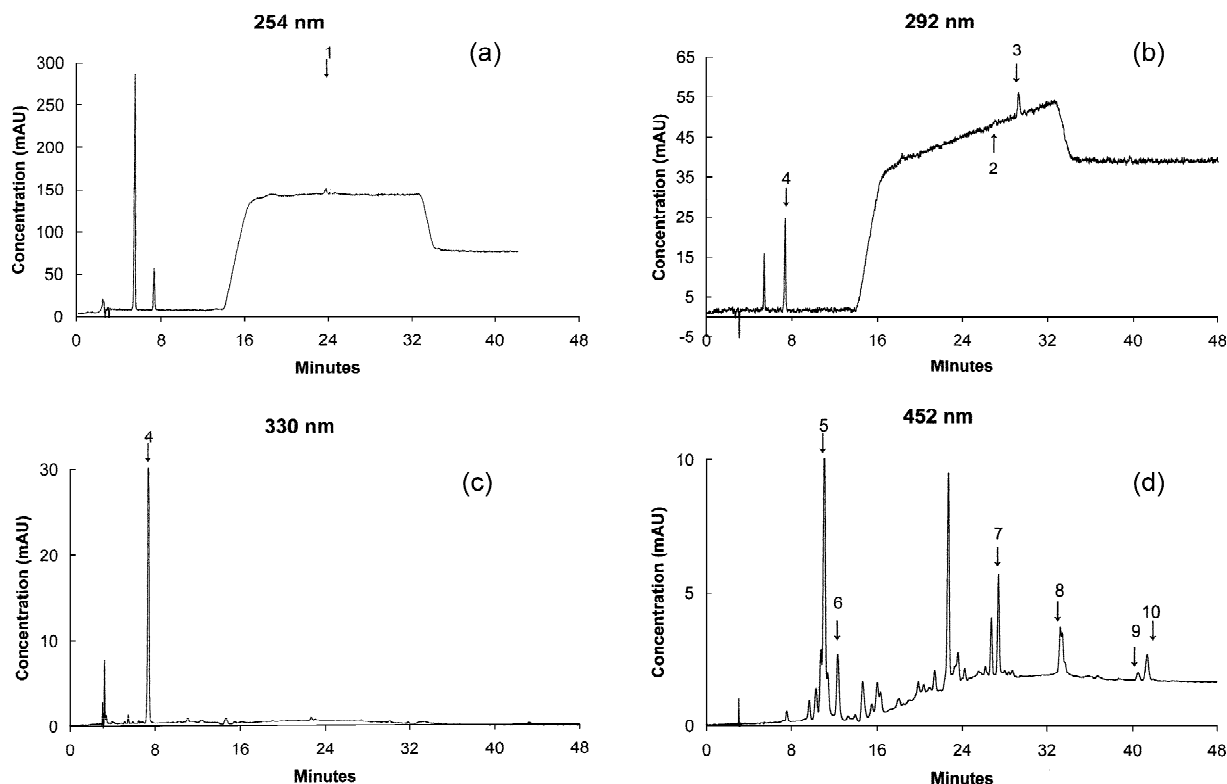 254 nm
(a)
1
Concentration (mAU)
300
250
200
150
100
50
0
0 8 16 24 32 40 48
Minutes
292 nm
(b)
3
2
4
Concentration (mAU)
65
55
45
35
25
15
5
-5
0 8 16 24 32 40 48
Minutes
330 nm
(c)
4
Concentration (mAU)
30
20
10
0
0 8 16 24 32 40 48
Minutes
452 nm
(d)
5
6
7
8
9
10
Concentration (mAU)
10
5
0
0 8 16 24 32 40 48
Minutes